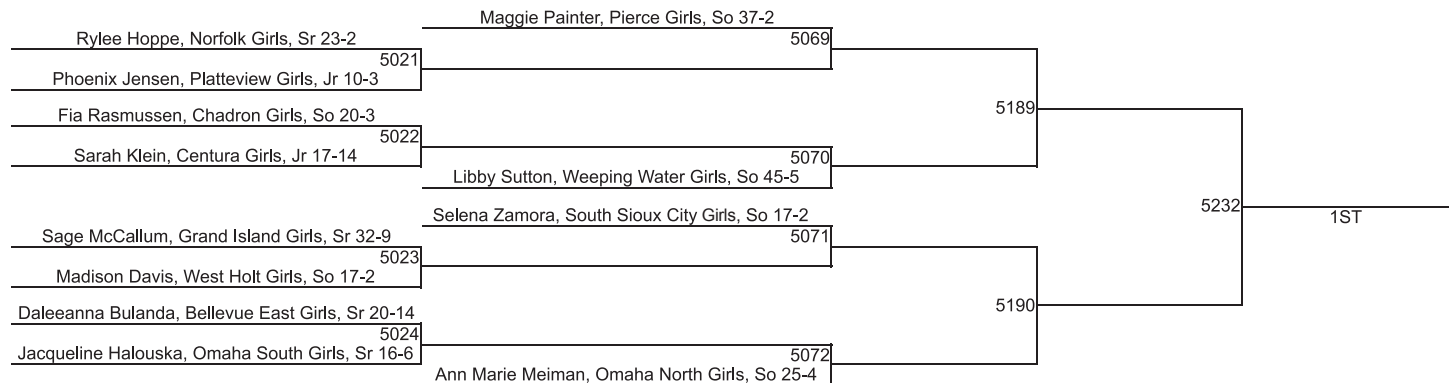 Maggie Painter, Pierce Girls, So 37-2
Rylee Hoppe, Norfolk Girls, Sr 23-2
5069
5021
Phoenix Jensen, Platteview Girls, Jr 10-3
Fia Rasmussen, Chadron Girls, So 20-3
5189
5022
Sarah Klein, Centura Girls, Jr 17-14
5070
Libby Sutton, Weeping Water Girls, So 45-5
5232
1ST
Selena Zamora, South Sioux City Girls, So 17-2
Sage McCallum, Grand Island Girls, Sr 32-9
5071
5023
Madison Davis, West Holt Girls, So 17-2
5190
Daleeanna Bulanda, Bellevue East Girls, Sr 20-14
5024
Jacqueline Halouska, Omaha South Girls, Sr 16-6
5072
Ann Marie Meiman, Omaha North Girls, So 25-4